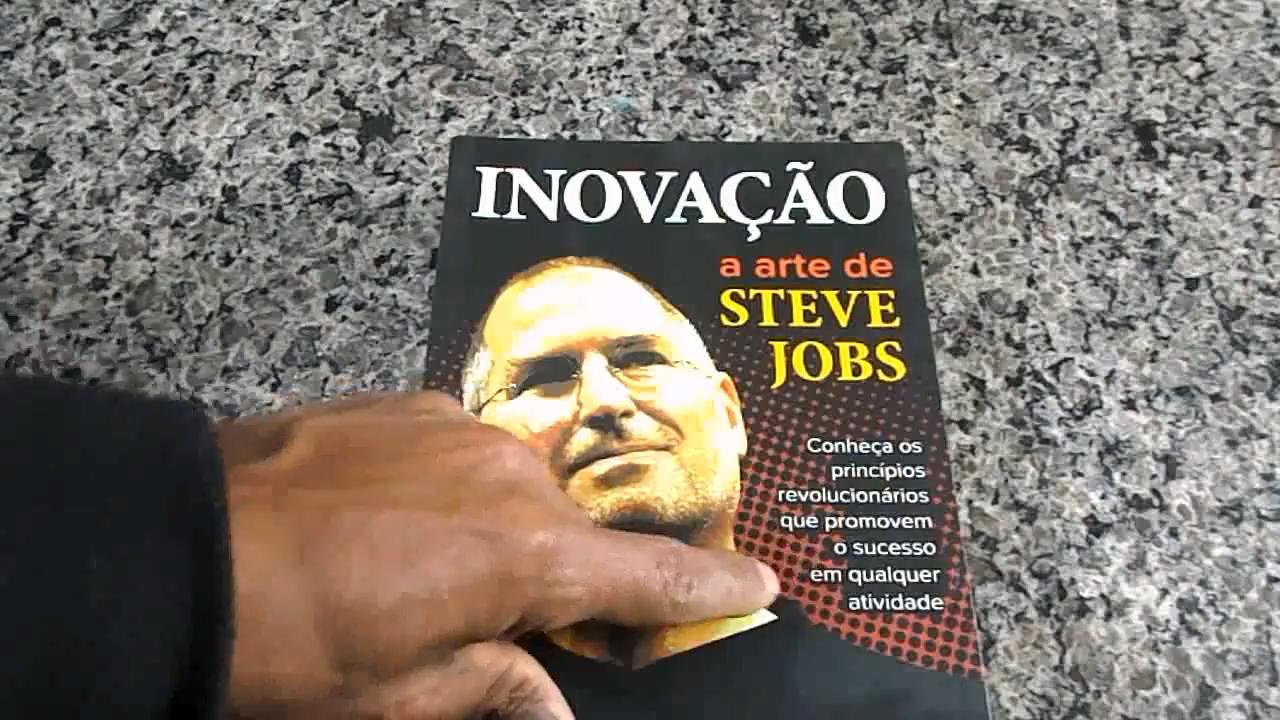 INOVAÇÃO
a arte de
STEVE
JOBS
Conheça os
princípios
revolucionários
que promovem
o sucesso
em qualquer
atividade